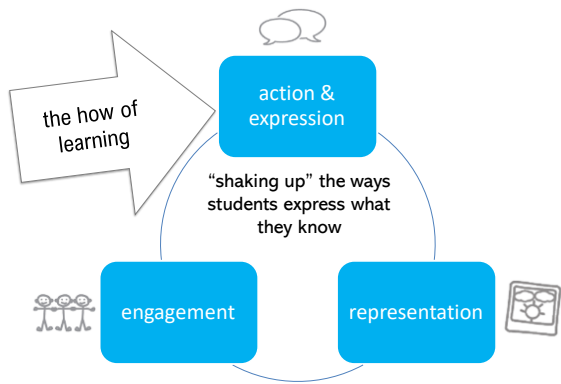 the how of
learning
action &
expression
“shaking up” the ways
students express what
they know
engagement
representation